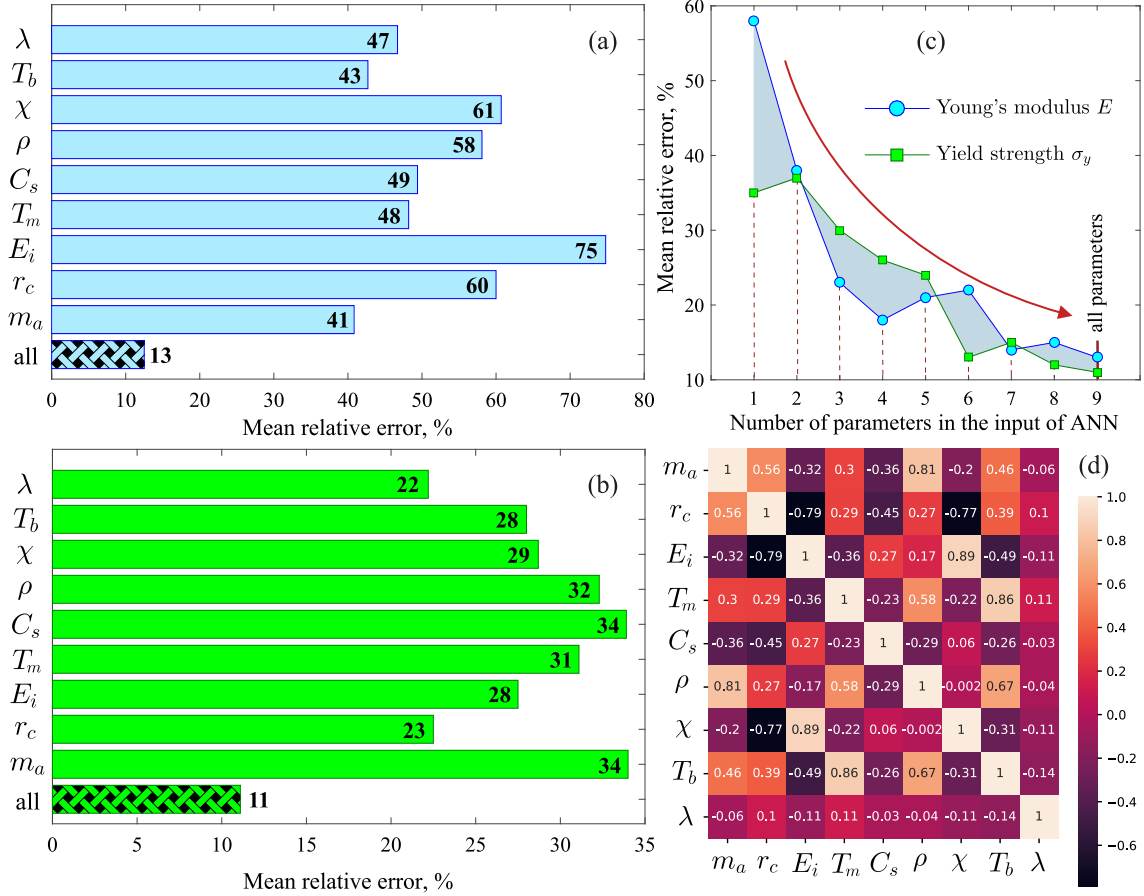 (a)
λ 47
T_b 43
χ 61
ρ 58
C_s 49
T_m 48
E_i 75
r_c 60
m_a 41
all 13
0 10 20 30 40 50 60 70 80
Mean relative error, %
(b)
λ 22
T_b 28
χ 29
ρ 32
C_s 34
T_m 31
E_i 28
r_c 23
m_a 34
all 11
0 5 10 15 20 25 30 35
Mean relative error, %
(c)
Mean relative error, %
60
50
40
30
20
10
Young's modulus E
Yield strength σ_y
all parameters
1 2 3 4 5 6 7 8 9
Number of parameters in the input of ANN
(d)
m_a 1 0.56 -0.32 0.3 -0.36 0.81 -0.2 0.46 -0.06
r_c 0.56 1 -0.79 0.29 -0.45 0.27 -0.77 0.39 0.1
E_i -0.32 -0.79 1 -0.36 0.27 0.17 0.89 -0.49 -0.11
T_m 0.3 0.29 -0.36 1 -0.23 0.58 -0.22 0.86 0.11
C_s -0.36 -0.45 0.27 -0.23 1 -0.29 0.06 -0.26 -0.03
ρ 0.81 0.27 -0.17 0.58 -0.29 1 -0.002 0.67 -0.04
χ -0.2 -0.77 0.89 -0.22 0.06 -0.002 1 -0.31 -0.11
T_b 0.46 0.39 -0.49 0.86 -0.26 0.67 -0.31 1 -0.14
λ -0.06 0.1 -0.11 0.11 -0.03 -0.04 -0.11 -0.14 1
m_a r_c E_i T_m C_s ρ χ T_b λ
1.0
0.8
0.6
0.4
0.2
0.0
-0.2
-0.4
-0.6